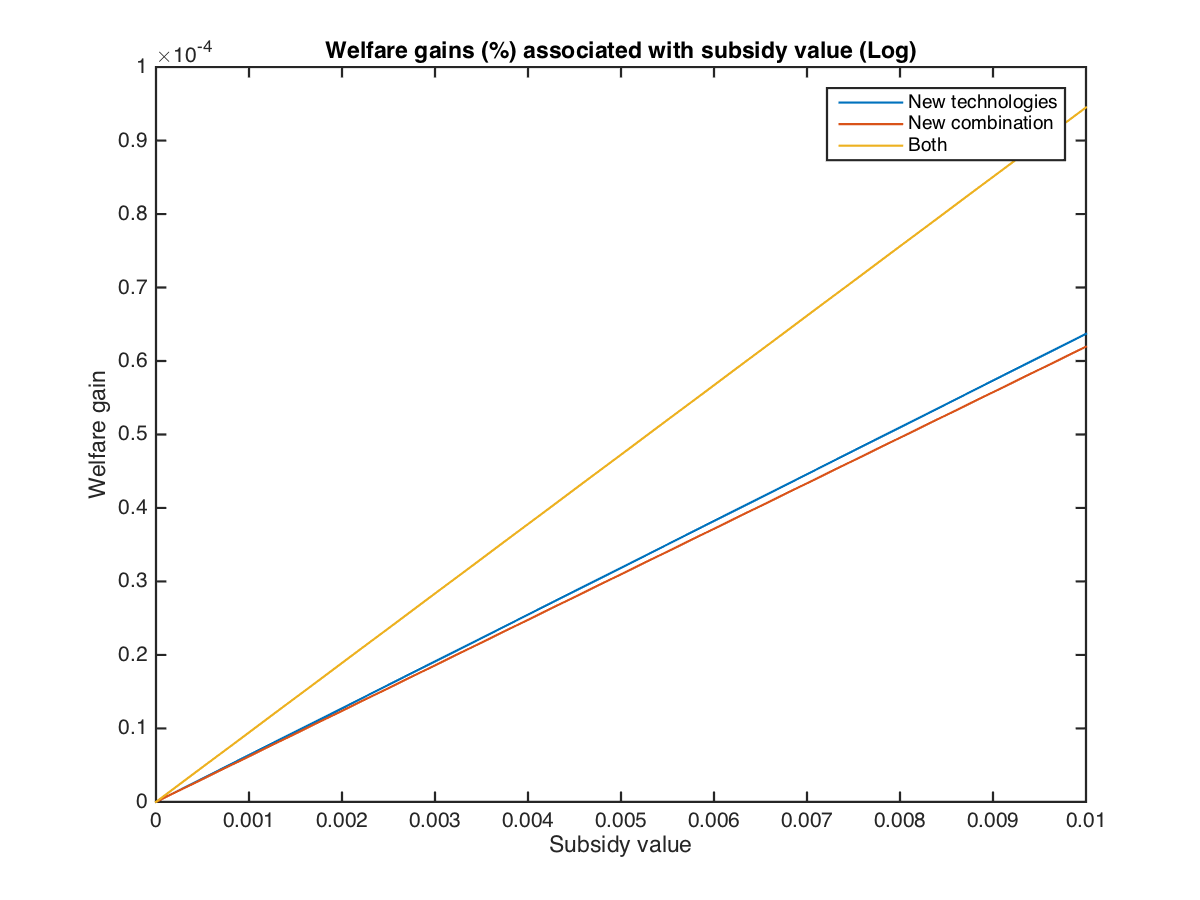 Welfare gains (%) associated with subsidy value (Log)
×10-4
1
0.9
0.8
0.7
0.6
0.5
0.4
0.3
0.2
0.1
0
Welfare gain
New technologies
New combination
Both
0 0.001 0.002 0.003 0.004 0.005 0.006 0.007 0.008 0.009 0.01
Subsidy value